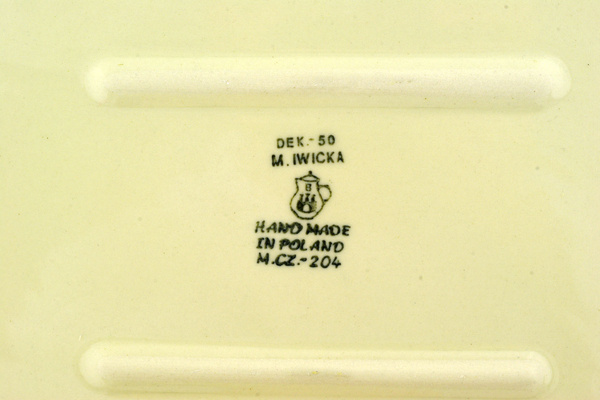 DEK.-50
M. IWICKA
B
HAND MADE
IN POLAND
M.CZ.-204